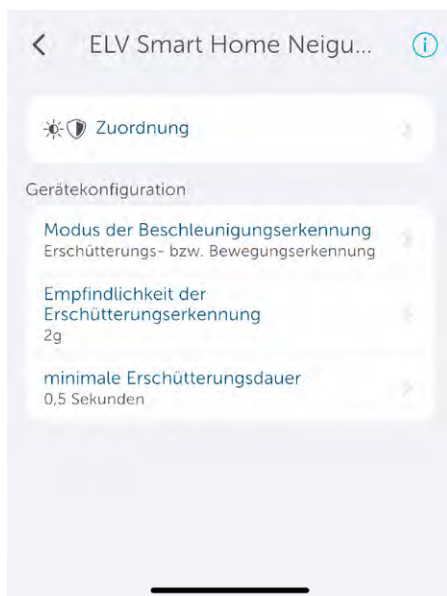 ELV Smart Home Neigu...
Zuordnung
Gerätekonfiguration
Modus der Beschleunigungserkennung
Erschütterungs- bzw. Bewegungserkennung
Empfindlichkeit der
Erschütterungserkennung
2g
minimale Erschütterungsdauer
0,5 Sekunden